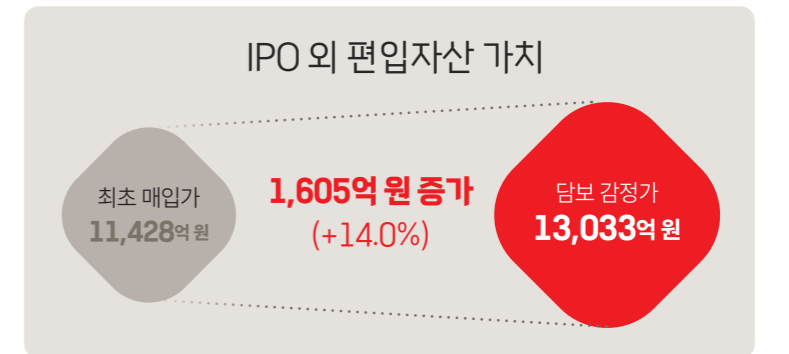 IPO 외 편입자산 가치
최초 매입가
11,428억 원
1,605억 원 증가
(+14.0%)
담보 감정가
13,033억 원